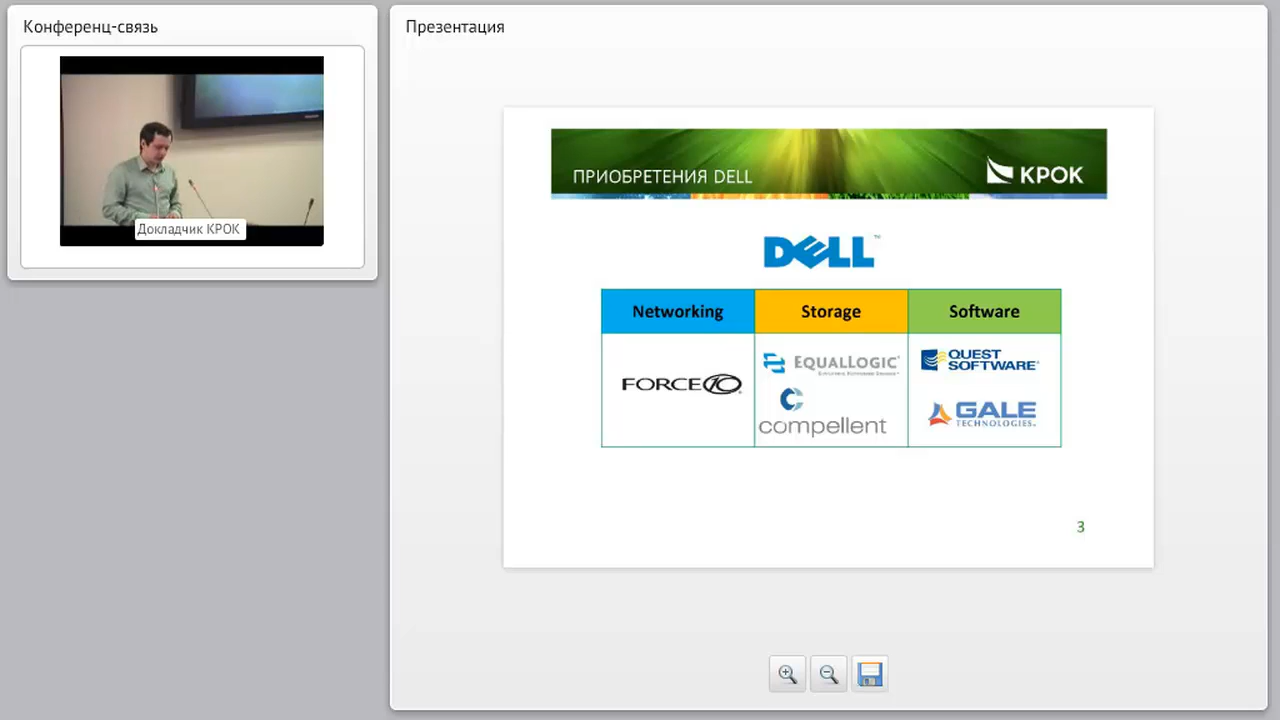 Конференц-связь
Докладчик КРОК
Презентация
ПРИОБРЕТЕНИЯ DELL
КРОК
DELL™
Networking
Storage
Software
FORCE10
EQUALLOGIC®
compellent
QUEST
SOFTWARE®
GALE
TECHNOLOGIES
3